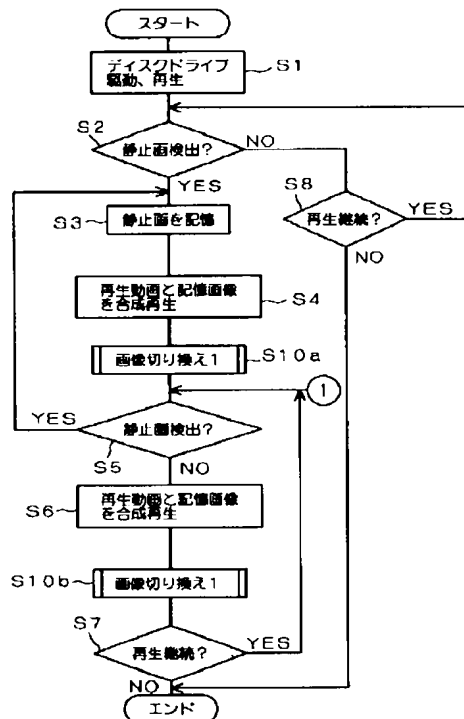 スタート
ディスクドライブ
駆動、再生
S1
S2
静止画検出?
NO
YES
S8
再生継続?
YES
NO
S3
静止画を記憶
再生動画と記憶画像
を合成再生
S4
画像切り換え1
S10a
1
YES
静止画検出?
S5
NO
S6
再生動画と記憶画像
を合成再生
S10b
画像切り換え1
S7
再生継続?
YES
NO
エンド